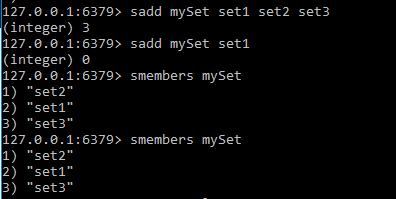 127.0.0.1:6379> sadd mySet set1 set2 set3
(integer) 3
127.0.0.1:6379> sadd mySet set1
(integer) 0
127.0.0.1:6379> smembers mySet
1) "set2"
2) "set1"
3) "set3"
127.0.0.1:6379> smembers mySet
1) "set2"
2) "set1"
3) "set3"